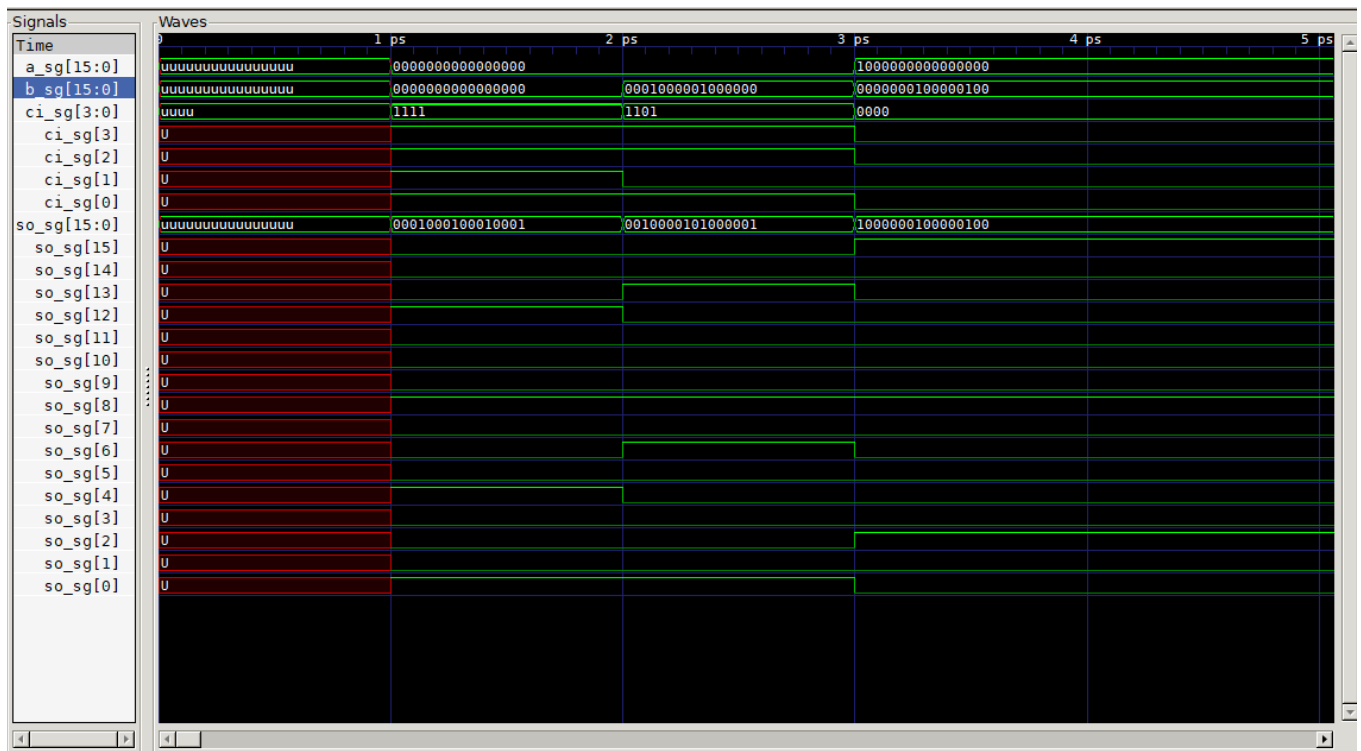 Signals Waves
Time 0 1 ps 2 ps 3 ps 4 ps 5 ps
a_sg[15:0] uuuuuuuuuuuuuuuu 0000000000000000 1000000000000000
b_sg[15:0] uuuuuuuuuuuuuuuu 0000000000000000 0001000001000000 0000000100000100
ci_sg[3:0] uuuu 1111 1101 0000
ci_sg[3] U
ci_sg[2] U
ci_sg[1] U
ci_sg[0] U
so_sg[15:0] uuuuuuuuuuuuuuuu 0001000100010001 0010000101000001 1000000100000100
so_sg[15] U
so_sg[14] U
so_sg[13] U
so_sg[12] U
so_sg[11] U
so_sg[10] U
so_sg[9] U
so_sg[8] U
so_sg[7] U
so_sg[6] U
so_sg[5] U
so_sg[4] U
so_sg[3] U
so_sg[2] U
so_sg[1] U
so_sg[0] U